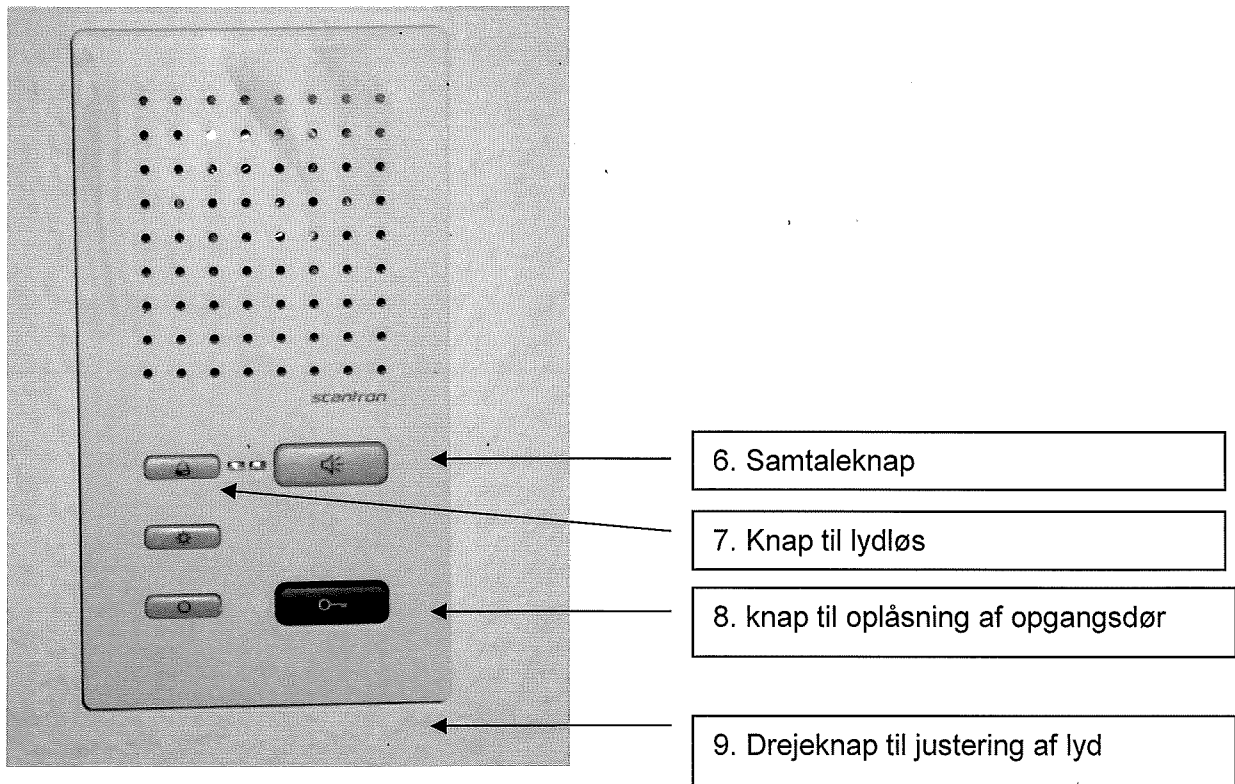 scantron
6. Samtaleknap
7. Knap til lydløs
8. knap til oplåsning af opgangsdør
9. Drejeknap til justering af lyd